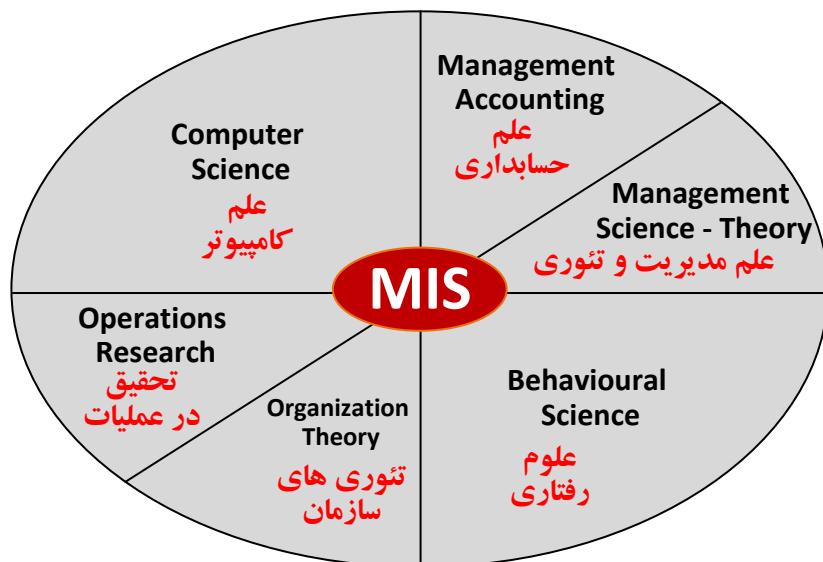 Management
Accounting
علم
حسابداری
Computer
Science
علم
کامپیوتر
Management
Science - Theory
علم مدیریت و تئوری
MIS
Operations
Research
تحقیق
در عملیات
Organization
Theory
تئوری های
سازمان
Behavioural
Science
علوم
رفتاری